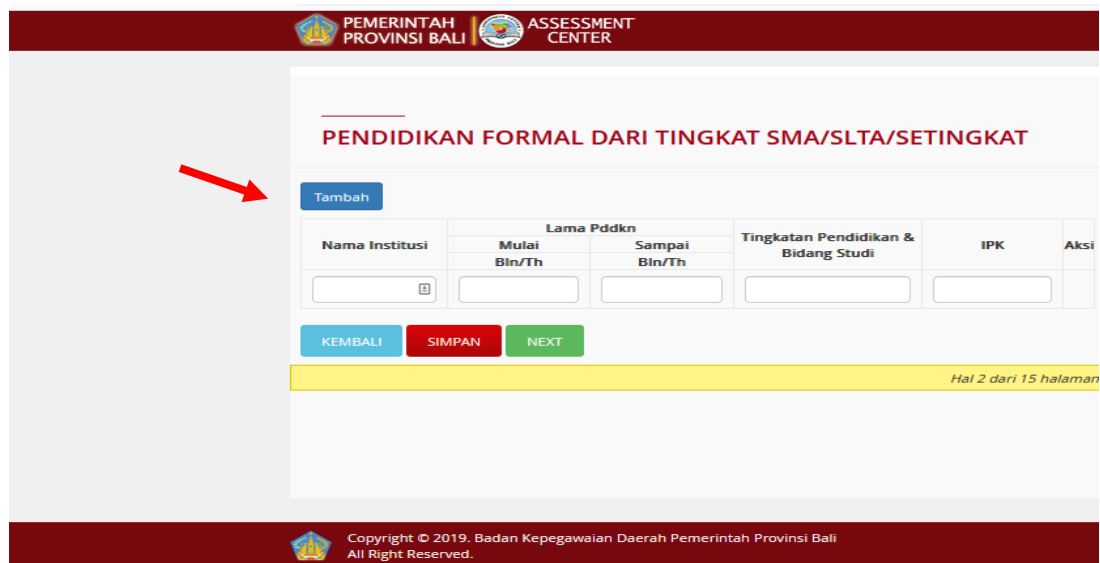 PEMERINTAH
PROVINSI BALI
ASSESSMENT
CENTER
PENDIDIKAN FORMAL DARI TINGKAT SMA/SLTA/SETINGKAT
Tambah
Nama Institusi
Lama Pddkn
Mulai
Sampai
Bln/Th
Bln/Th
Tingkatan Pendidikan &
Bidang Studi
IPK
Aksi
KEMBALI
SIMPAN
NEXT
Hal 2 dari 15 halaman
Copyright © 2019. Badan Kepegawaian Daerah Pemerintah Provinsi Bali
All Right Reserved.